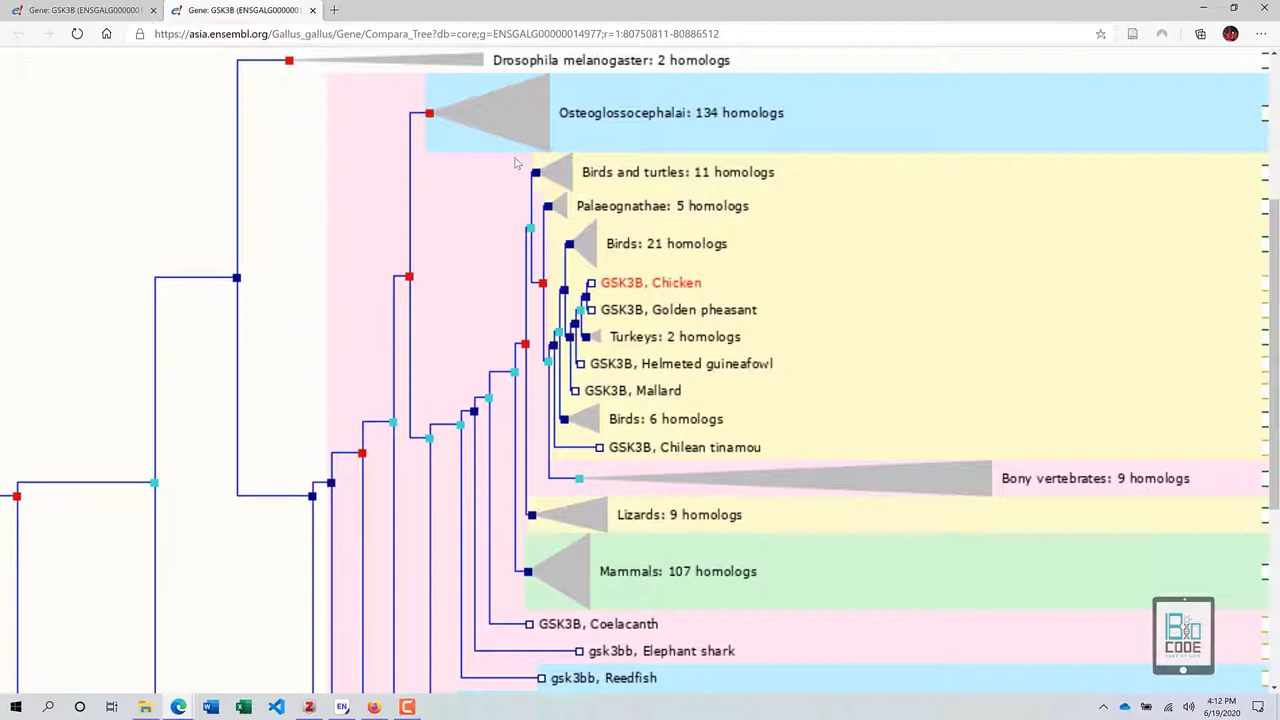 Gene: GSK3B (ENSGALG00000001
Gene: GSK3B (ENSGALG00000001
https://asia.ensembl.org/Gallus_gallus/Gene/Compara_Tree?db=core;g=ENSGALG00000014977;r=1:80750811-80886512
Drosophila melanogaster: 2 homologs
Osteoglossocephalai: 134 homologs
Birds and turtles: 11 homologs
Palaeognathae: 5 homologs
Birds: 21 homologs
GSK3B, Chicken
GSK3B, Golden pheasant
Turkeys: 2 homologs
GSK3B, Helmeted guineafowl
GSK3B, Mallard
Birds: 6 homologs
GSK3B, Chilean tinamou
Bony vertebrates: 9 homologs
Lizards: 9 homologs
Mammals: 107 homologs
GSK3B, Coelacanth
gsk3bb, Elephant shark
gsk3bb, Reedfish
BioCODE
EN
4:12 PM
6/19/2020